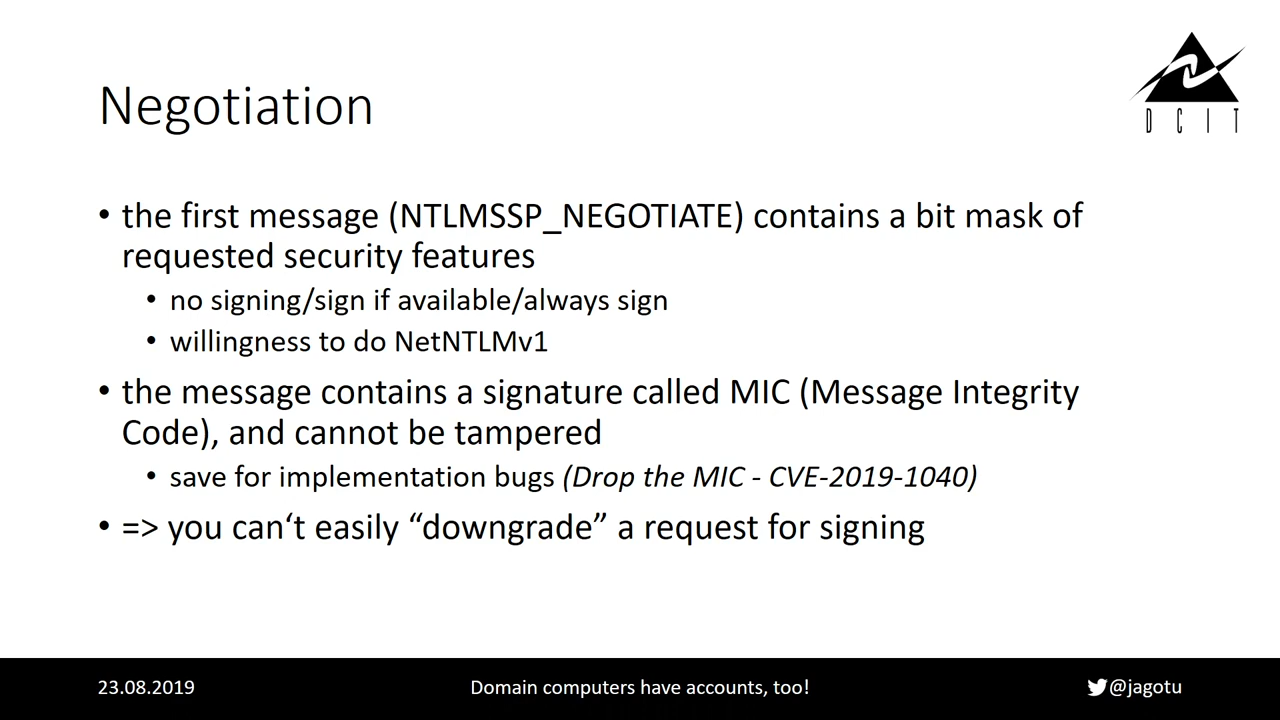 DCIT
Negotiation
• the first message (NTLMSSP_NEGOTIATE) contains a bit mask of
requested security features
• no signing/sign if available/always sign
• willingness to do NetNTLMv1
• the message contains a signature called MIC (Message Integrity
Code), and cannot be tampered
• save for implementation bugs (Drop the MIC - CVE-2019-1040)
• => you can‘t easily “downgrade” a request for signing
23.08.2019
Domain computers have accounts, too!
@jagotu